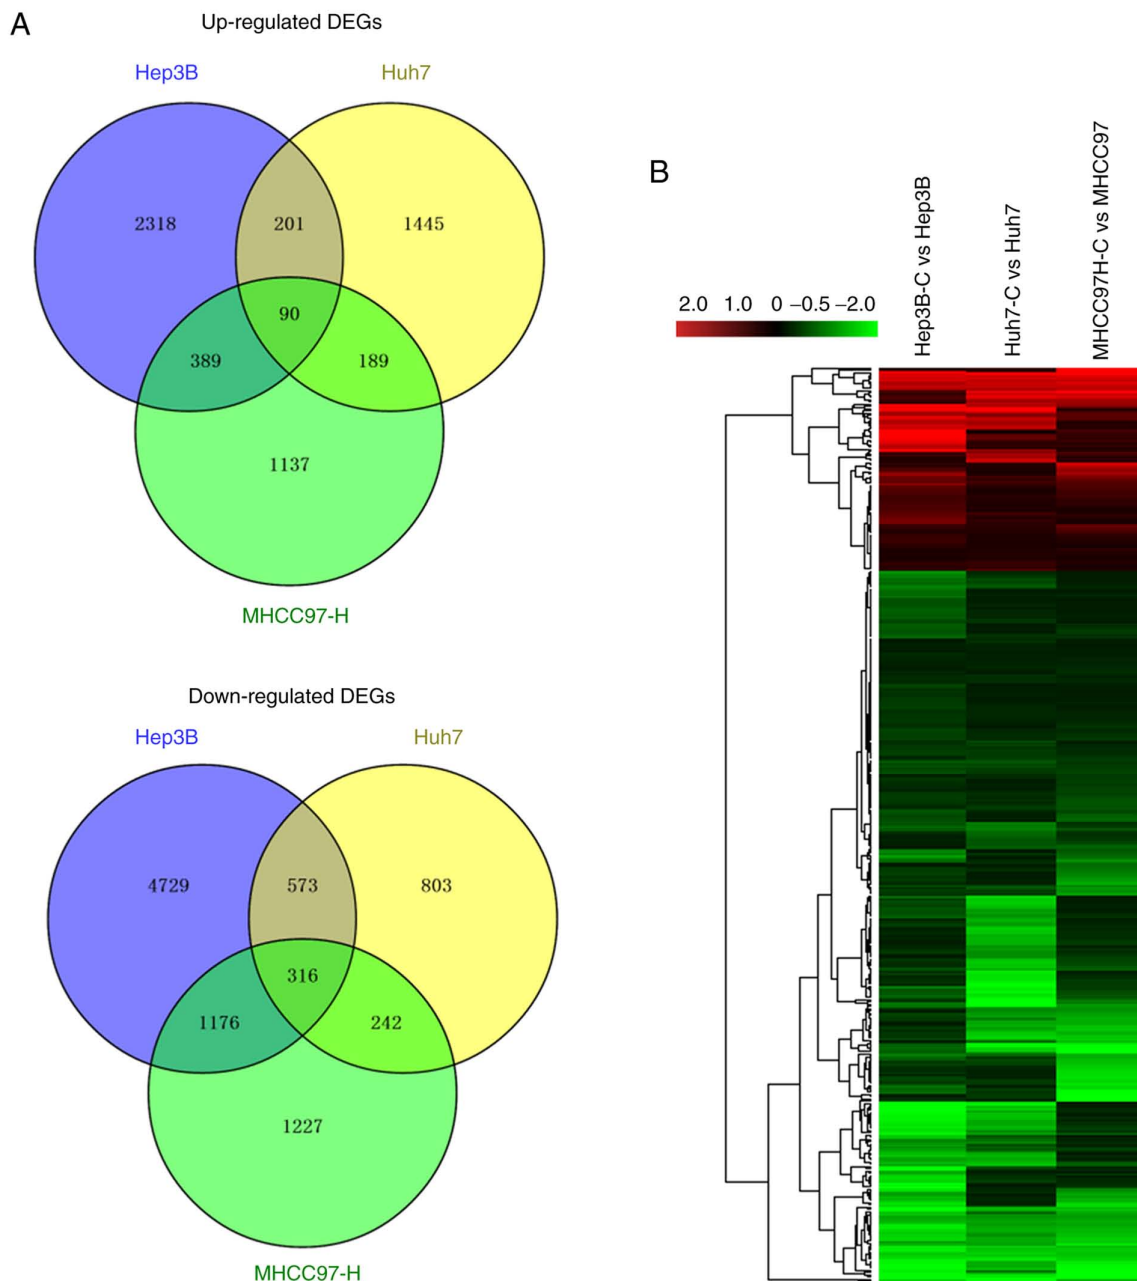 A
Up-regulated DEGs
Hep3B
Huh7
2318
201
1445
90
389
189
1137
MHCC97-H
Down-regulated DEGs
Hep3B
Huh7
4729
573
803
316
1176
242
1227
MHCC97-H
B
2.0 1.0 0 –0.5 –2.0
Hep3B-C vs Hep3B
Huh7-C vs Huh7
MHCC97H-C vs MHCC97